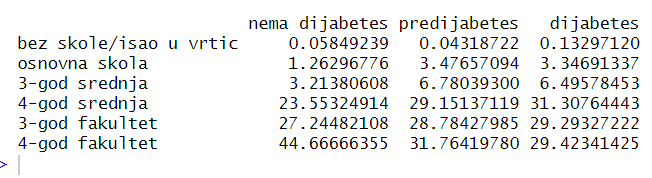 nema dijabetes predijabetes dijabetes
bez skole/isao u vrtic 0.05849239 0.04318722 0.13297120
osnovna skola 1.26296776 3.47657094 3.34691337
3-god srednja 3.21380608 6.78039300 6.49578453
4-god srednja 23.55324914 29.15137119 31.30764443
3-god fakultet 27.24482108 28.78427985 29.29327222
4-god fakultet 44.66666355 31.76419780 29.42341425
>